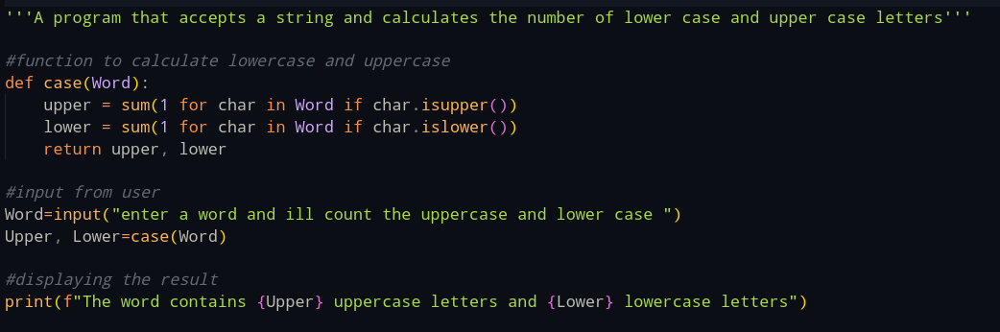 '''A program that accepts a string and calculates the number of lower case and upper case letters'''
#function to calculate lowercase and uppercase
def case(Word):
    upper = sum(1 for char in Word if char.isupper())
    lower = sum(1 for char in Word if char.islower())
    return upper, lower
#input from user
Word=input("enter a word and ill count the uppercase and lower case ")
Upper, Lower=case(Word)
#displaying the result
print(f"The word contains {Upper} uppercase letters and {Lower} lowercase letters")